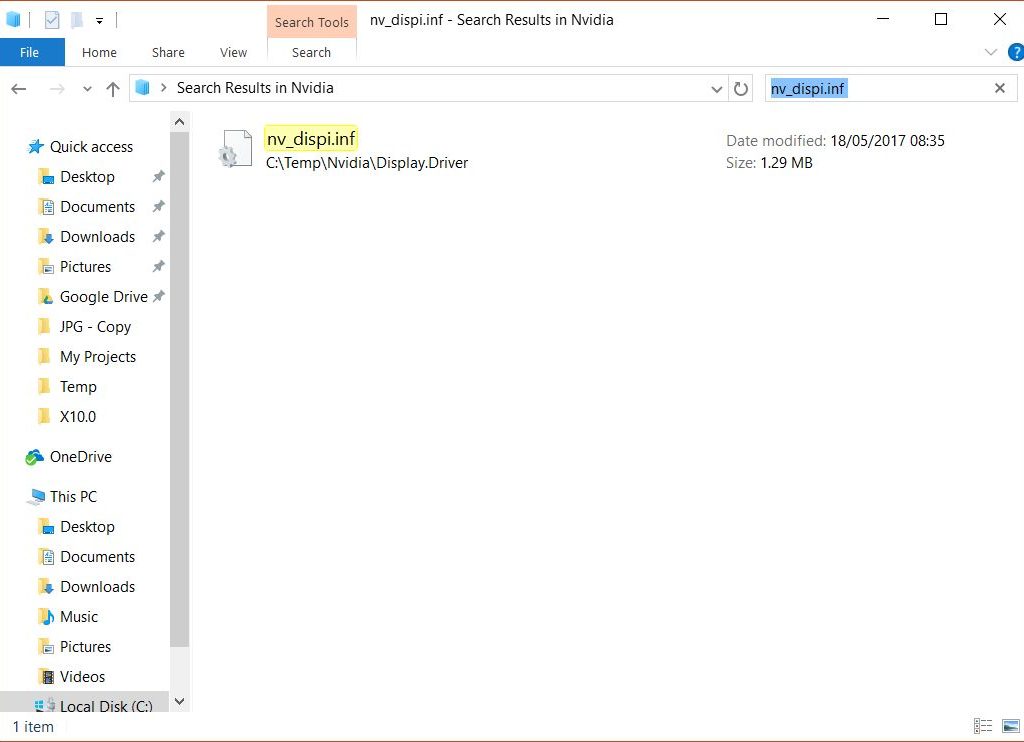 Search Tools nv_dispi.inf - Search Results in Nvidia
File Home Share View Search ?
Search Results in Nvidia nv_dispi.inf
nv_dispi.inf Date modified: 18/05/2017 08:35
C:\Temp\Nvidia\Display.Driver Size: 1.29 MB
Quick access
Desktop
Documents
Downloads
Pictures
Google Drive
JPG - Copy
My Projects
Temp
X10.0
OneDrive
This PC
Desktop
Documents
Downloads
Music
Pictures
Videos
Local Disk (C:)
1 item